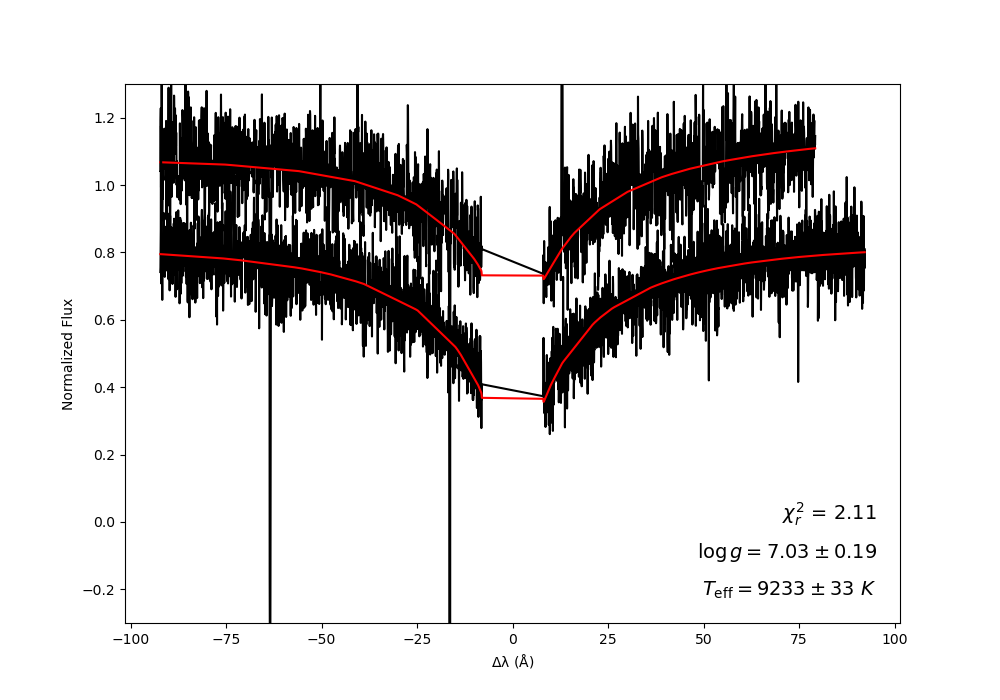 1.2
1.0
0.8
0.6
0.4
0.2
0.0
−0.2
Normalized Flux
χ²ᵣ = 2.11
log g = 7.03 ± 0.19
T_eff = 9233 ± 33 K
−100 −75 −50 −25 0 25 50 75 100
Δλ (Å)